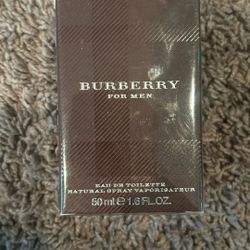 BURBERRY
FOR MEN
EAU DE TOILETTE
NATURAL SPRAY VAPORISATEUR
50 ml ℮ 1.6 FL.OZ.